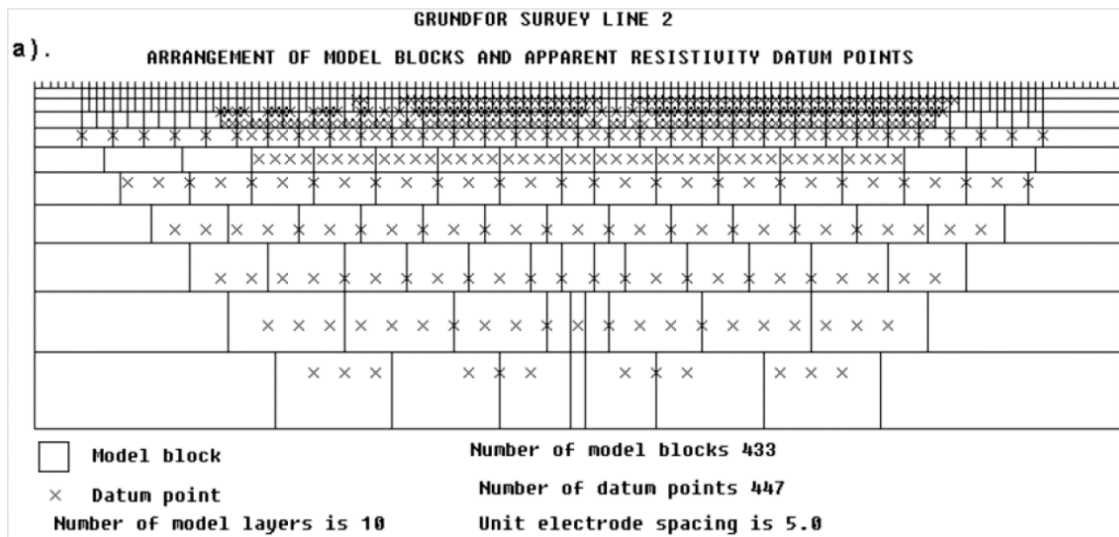 GRUNDFOR SURVEY LINE 2
a).
ARRANGEMENT OF MODEL BLOCKS AND APPARENT RESISTIVITY DATUM POINTS
Model block
Number of model blocks 433
Datum point
Number of datum points 447
Number of model layers is 10
Unit electrode spacing is 5.0